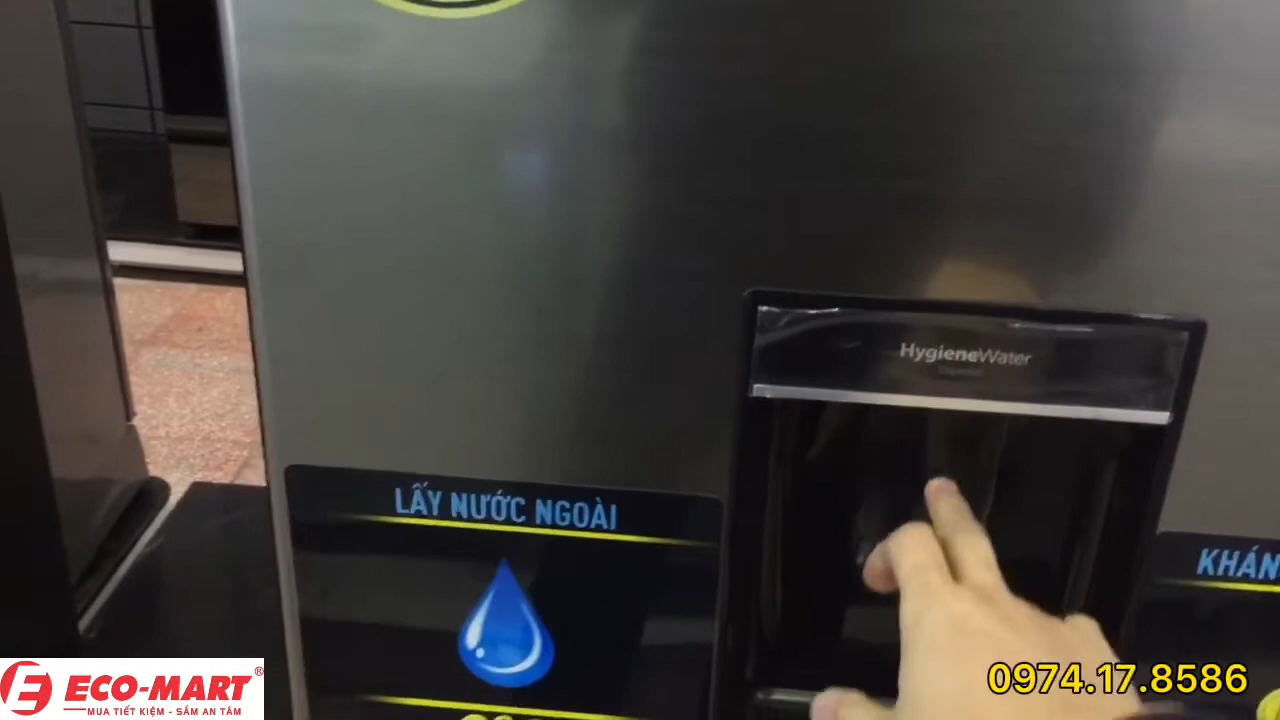 HygieneWater
LẤY NƯỚC NGOÀI
KHÁN
ECO-MART®
MUA TIẾT KIỆM - SẮM AN TÂM
0974.17.8586